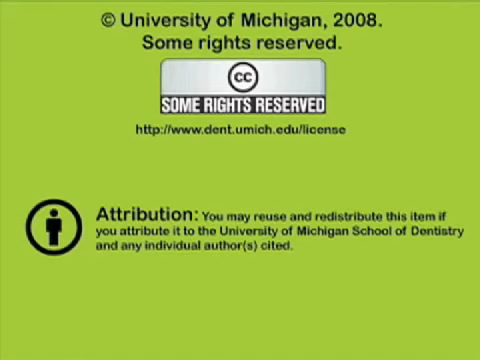 © University of Michigan, 2008.
Some rights reserved.
cc
SOME RIGHTS RESERVED
http://www.dent.umich.edu/license
Attribution: You may reuse and redistribute this item if
you attribute it to the University of Michigan School of Dentistry
and any individual author(s) cited.